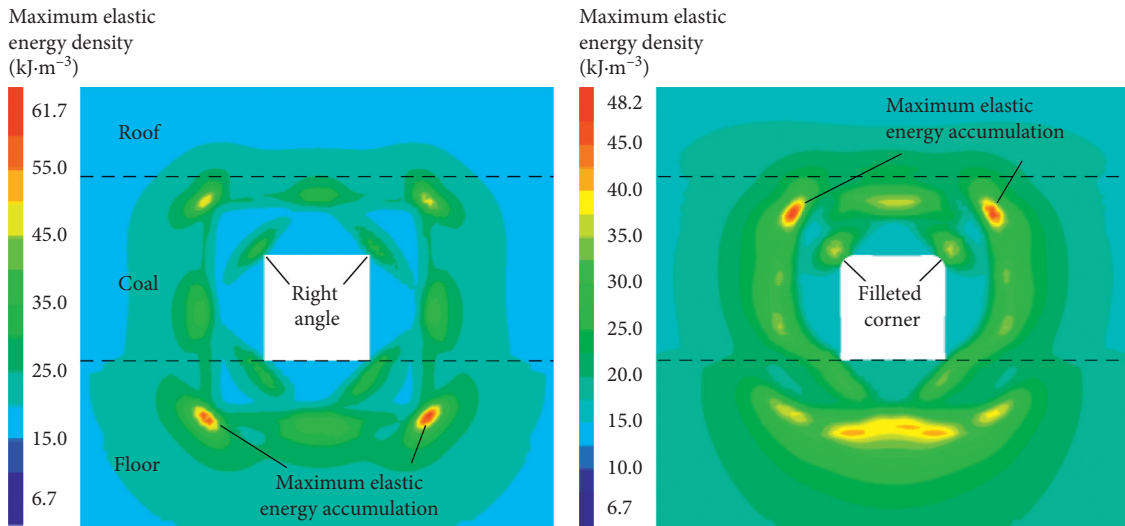 Maximum elastic
energy density
(kJ·m⁻³)
61.7
55.0
45.0
35.0
25.0
15.0
6.7
Roof
Coal
Floor
Right
angle
Maximum elastic
energy accumulation
Maximum elastic
energy density
(kJ·m⁻³)
48.2
45.0
40.0
35.0
30.0
25.0
20.0
15.0
10.0
6.7
Maximum elastic
energy accumulation
Filleted
corner